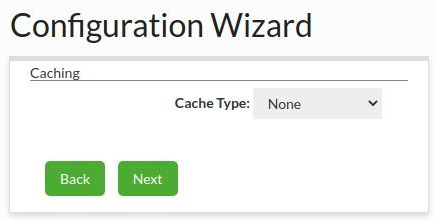 Configuration Wizard
Caching
Cache Type: None
Back Next